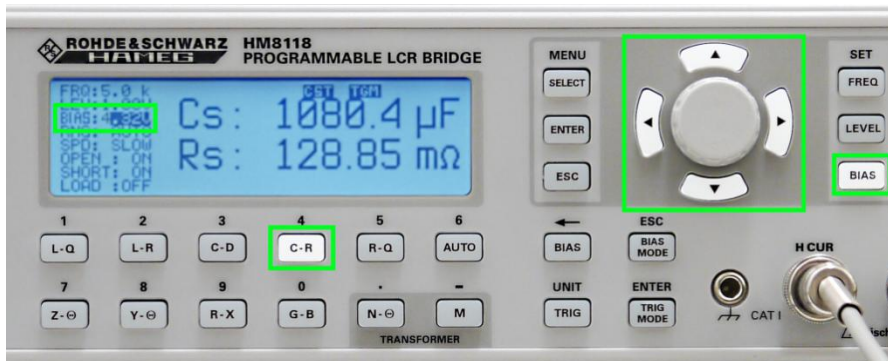 ROHDE&SCHWARZ HM8118
HAMEG PROGRAMMABLE LCR BRIDGE
FRQ:5.0 k
CST TGM
BIAS:4
SPD: SLOW
OPEN : ON
SHORT: ON
LOAD :OFF
Cs: 1080.4 µF
Rs: 128.85 mΩ
MENU
SELECT
ENTER
ESC
SET
FREQ
LEVEL
BIAS
1 2 3 4 5 6
L-Q L-R C-D C-R R-Q AUTO
7 8 9 0 . -
Z-Θ Y-Θ R-X G-B N-Θ M
TRANSFORMER
ESC
BIAS BIAS MODE
UNIT ENTER
TRIG TRIG MODE
H CUR
CAT I